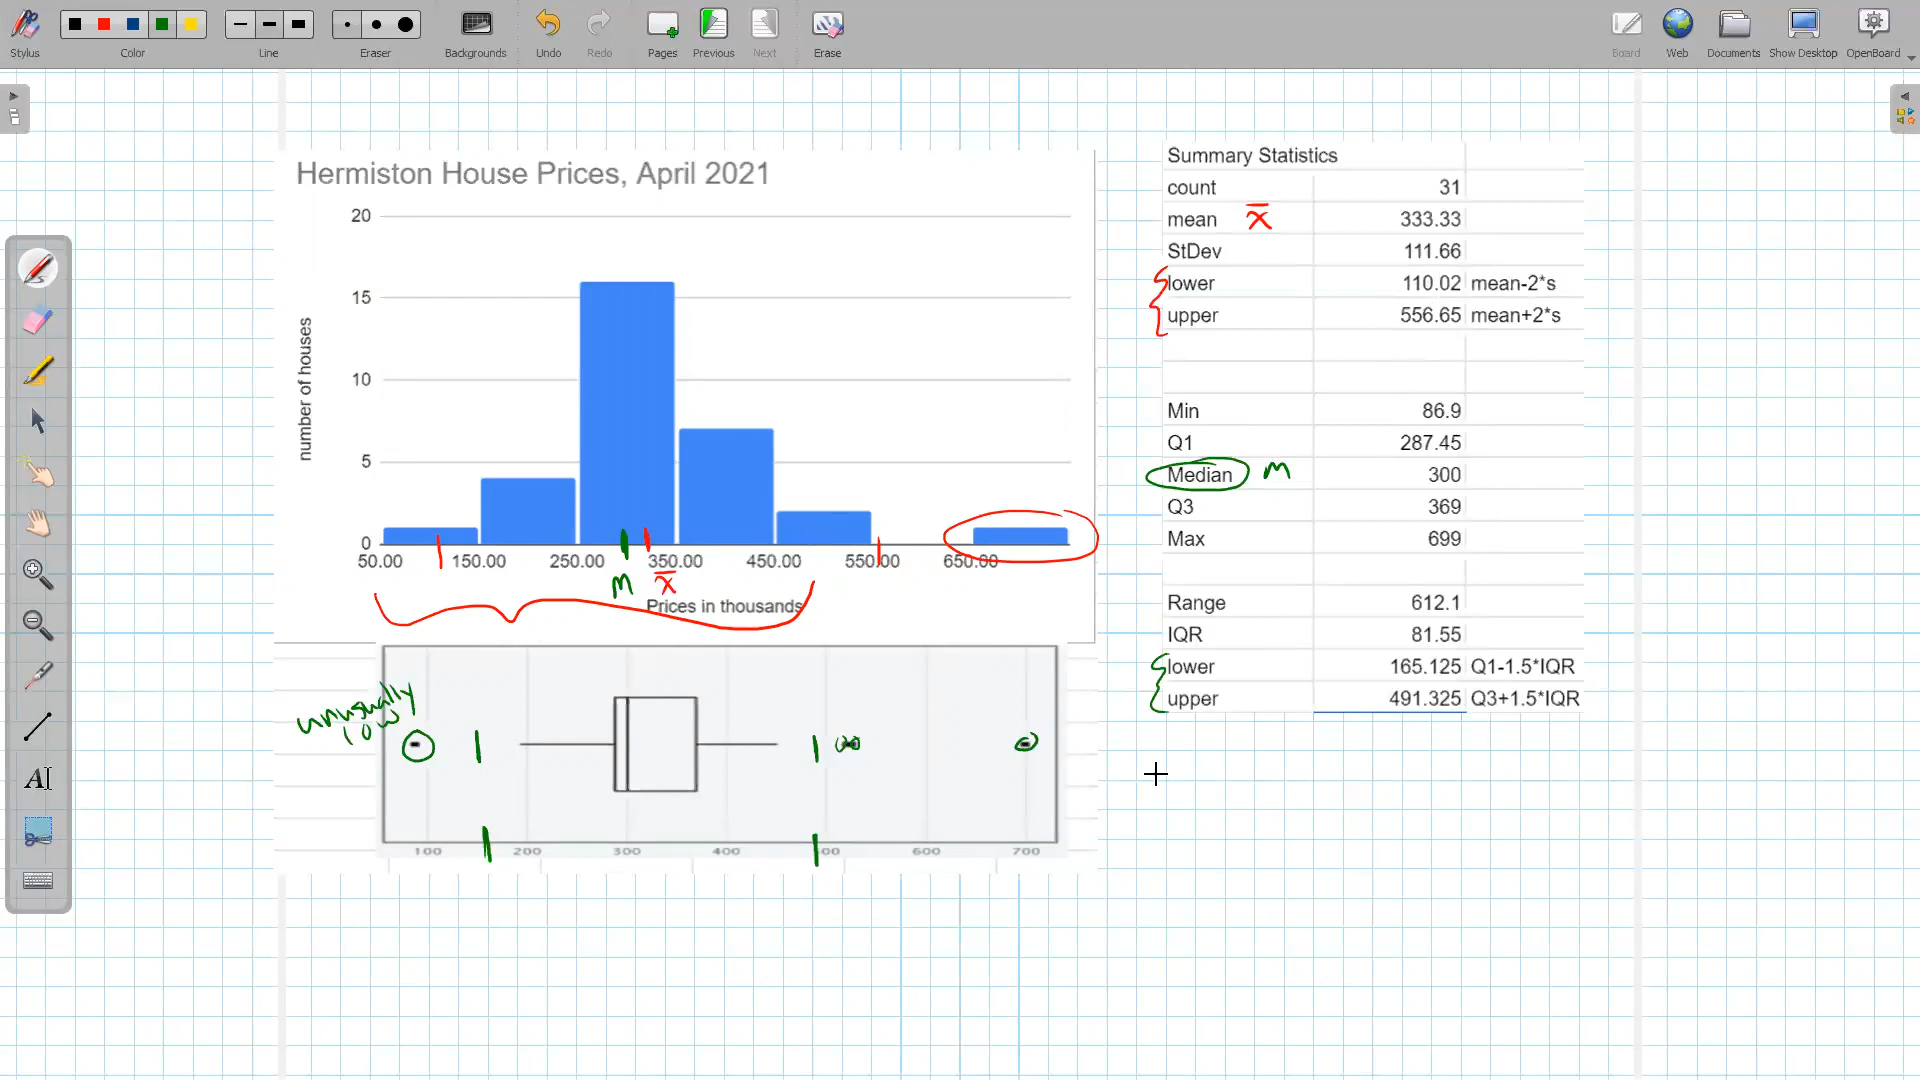 Stylus
Color
Line
Eraser
Backgrounds
Undo
Redo
Pages
Previous
Next
Erase
Board
Web
Documents
Show Desktop
OpenBoard
Hermiston House Prices, April 2021
number of houses
20
15
10
5
0
50.00 150.00 250.00 350.00 450.00 550.00 650.00
M x̄
Prices in thousands
unusually
low
100 200 300 400 500 600 700
Summary Statistics
count 31
mean x̄ 333.33
StDev 111.66
lower 110.02 mean-2*s
upper 556.65 mean+2*s
Min 86.9
Q1 287.45
Median M 300
Q3 369
Max 699
Range 612.1
IQR 81.55
lower 165.125 Q1-1.5*IQR
upper 491.325 Q3+1.5*IQR